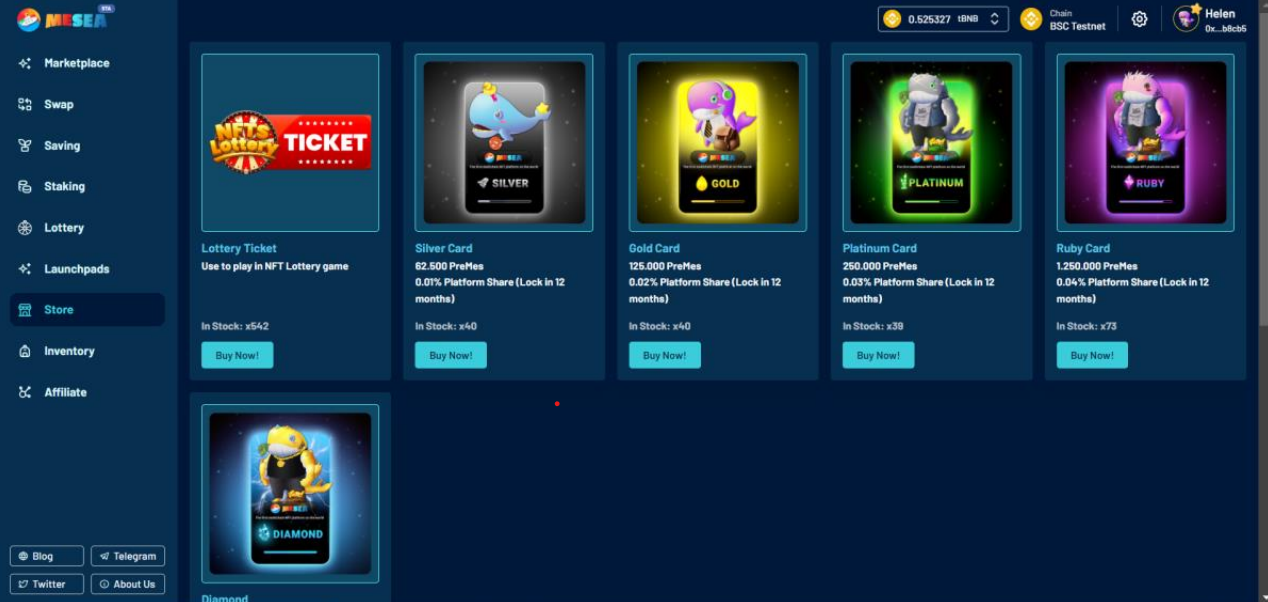 MESEA
BTA
0.525327 tBNB
Chain
BSC Testnet
Helen
0x...b8cb5
Marketplace
Swap
Saving
Staking
Lottery
Launchpads
Store
Inventory
Affiliate
Blog
Telegram
Twitter
About Us
NFTS
Lottery
TICKET
Lottery Ticket
Use to play in NFT Lottery game
In Stock: x542
Buy Now!
MESEA
SILVER
Silver Card
62.500 PreMes
0.01% Platform Share (Lock in 12
months)
In Stock: x40
Buy Now!
MESEA
GOLD
Gold Card
125.000 PreMes
0.02% Platform Share (Lock in 12
months)
In Stock: x40
Buy Now!
PLATINUM
Platinum Card
250.000 PreMes
0.03% Platform Share (Lock in 12
months)
In Stock: x39
Buy Now!
RUBY
Ruby Card
1.250.000 PreMes
0.04% Platform Share (Lock in 12
months)
In Stock: x73
Buy Now!
MESEA
DIAMOND
Diamond